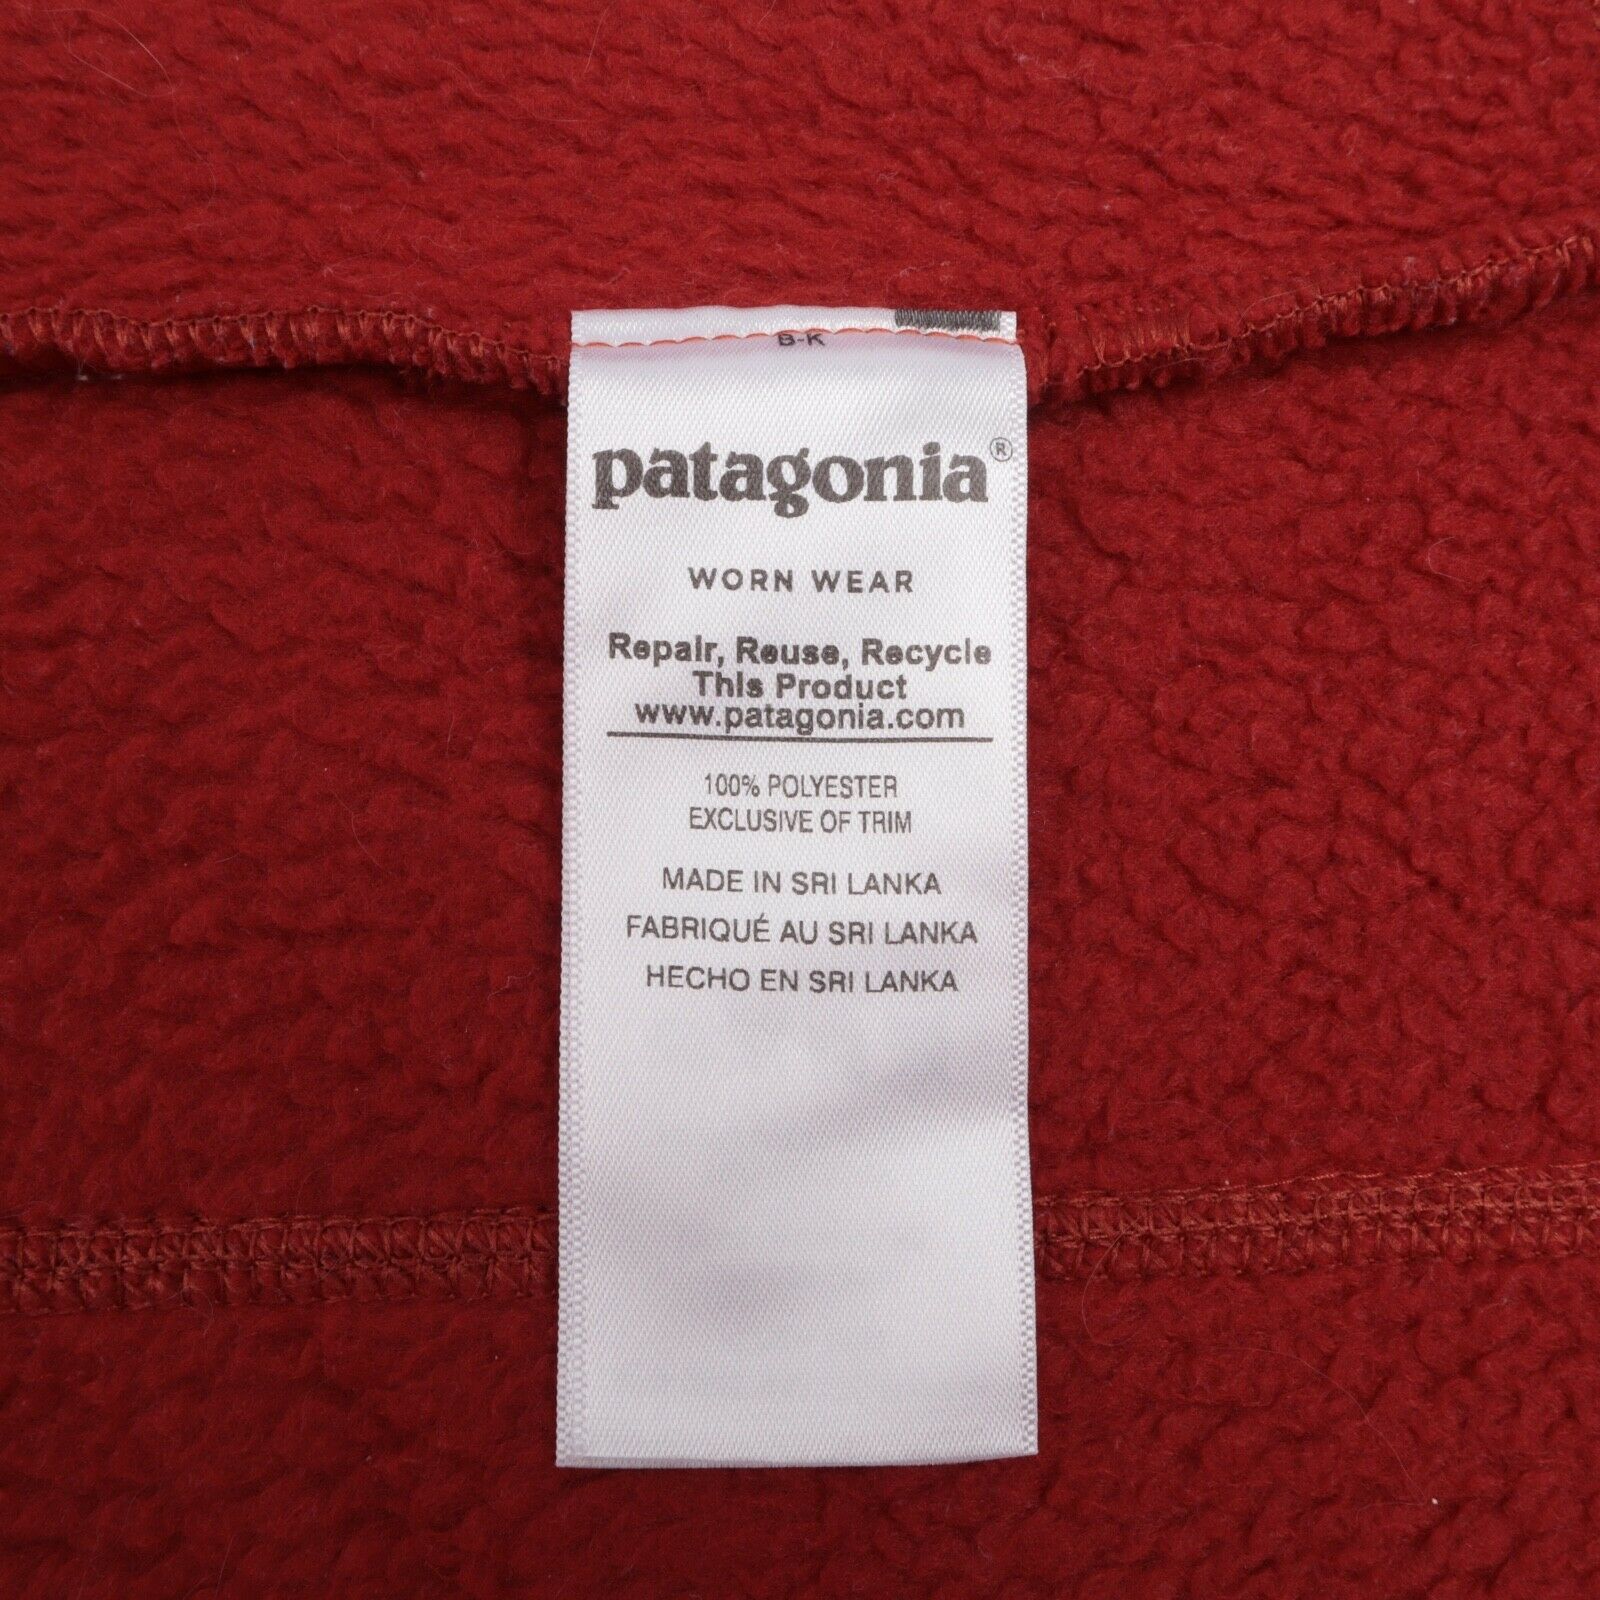 B-K
patagonia®
WORN WEAR
Repair, Reuse, Recycle
This Product
www.patagonia.com
100% POLYESTER
EXCLUSIVE OF TRIM
MADE IN SRI LANKA
FABRIQUÉ AU SRI LANKA
HECHO EN SRI LANKA